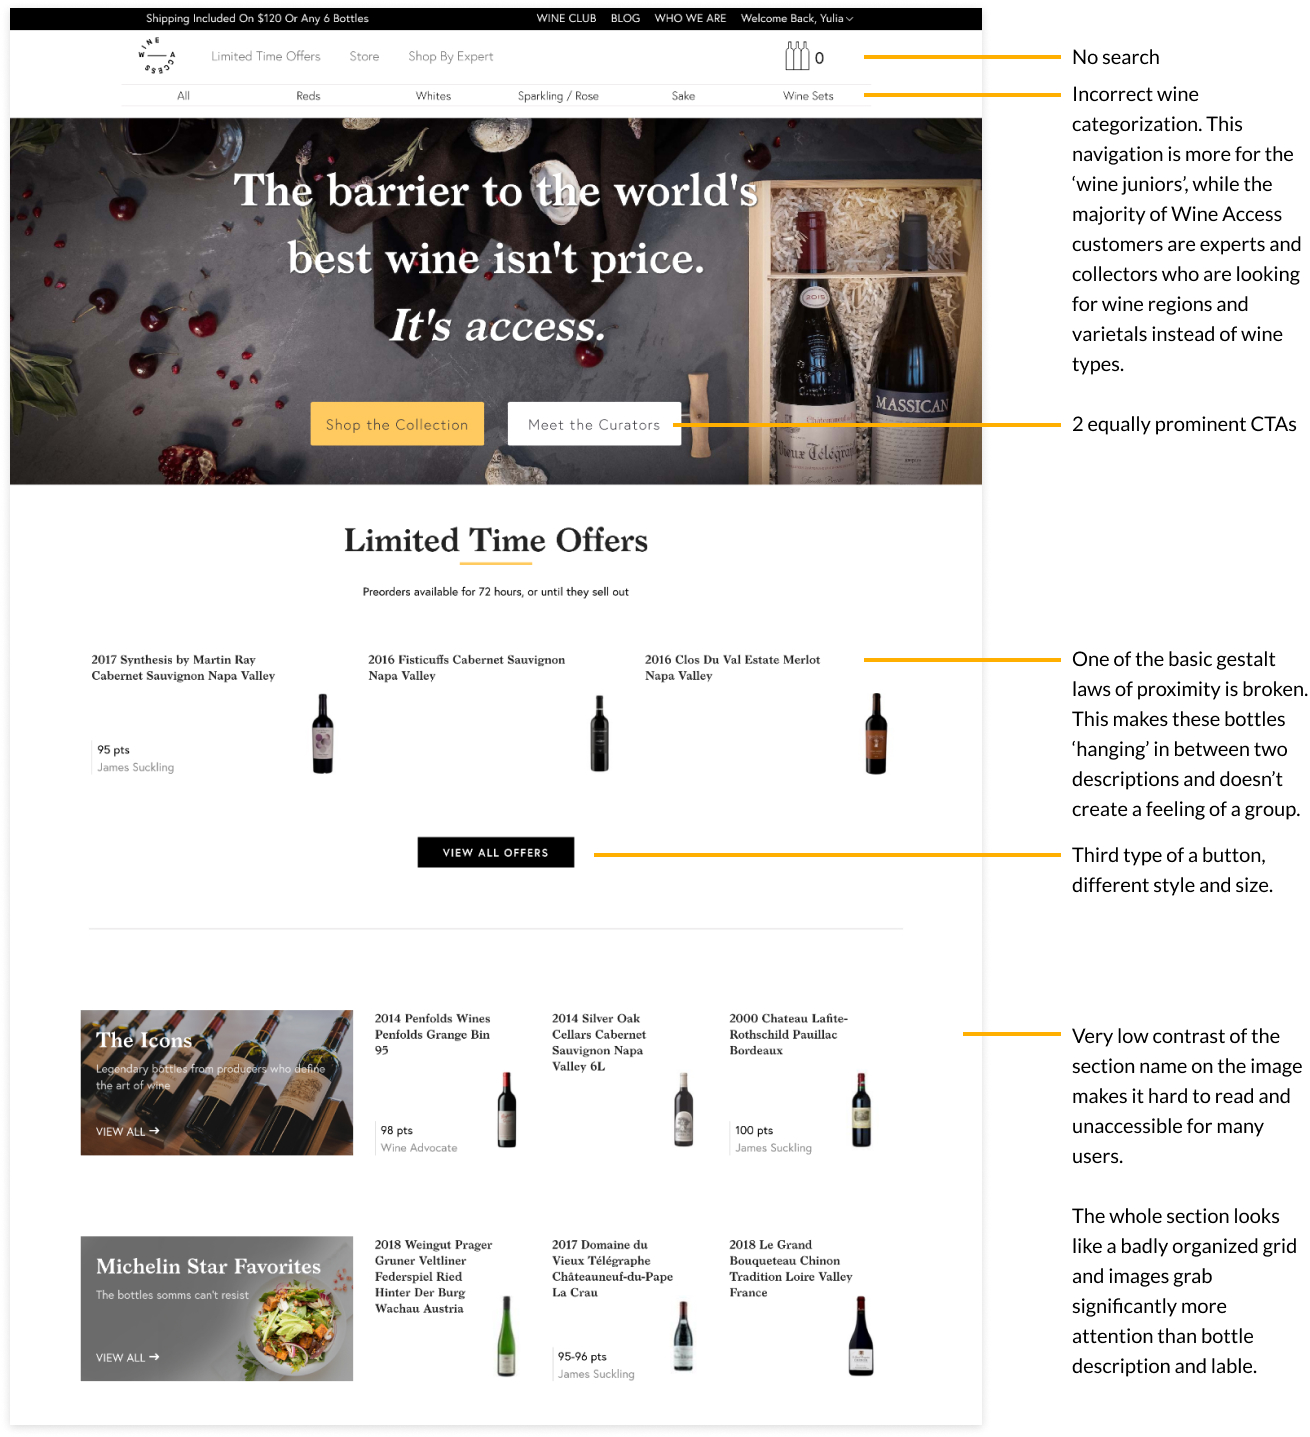 Shipping Included On $120 Or Any 6 Bottles
WINE CLUB BLOG WHO WE ARE Welcome Back, Yulia
WINE ACCESS
Limited Time Offers Store Shop By Expert
0
All Reds Whites Sparkling / Rose Sake Wine Sets
No search
Incorrect wine
categorization. This
navigation is more for the
‘wine juniors’, while the
majority of Wine Access
customers are experts and
collectors who are looking
for wine regions and
varietals instead of wine
types.
The barrier to the world's
best wine isn't price.
It's access.
2015
MASSICAN
Vieux Télégraphe
Shop the Collection
Meet the Curators
2 equally prominent CTAs
Limited Time Offers
Preorders available for 72 hours, or until they sell out
2017 Synthesis by Martin Ray
Cabernet Sauvignon Napa Valley
95 pts
James Suckling
2016 Fisticuffs Cabernet Sauvignon
Napa Valley
2016 Clos Du Val Estate Merlot
Napa Valley
One of the basic gestalt
laws of proximity is broken.
This makes these bottles
‘hanging’ in between two
descriptions and doesn’t
create a feeling of a group.
VIEW ALL OFFERS
Third type of a button,
different style and size.
The Icons
Legendary bottles from producers who define
the art of wine
VIEW ALL →
2014 Penfolds Wines
Penfolds Grange Bin
95
98 pts
Wine Advocate
2014 Silver Oak
Cellars Cabernet
Sauvignon Napa
Valley 6L
2000 Chateau Lafite-
Rothschild Pauillac
Bordeaux
100 pts
James Suckling
Very low contrast of the
section name on the image
makes it hard to read and
unaccessible for many
users.
The whole section looks
like a badly organized grid
and images grab
significantly more
attention than bottle
description and lable.
Michelin Star Favorites
The bottles somms can't resist
VIEW ALL →
2018 Weingut Prager
Gruner Veltliner
Federspiel Ried
Hinter Der Burg
Wachau Austria
2017 Domaine du
Vieux Télégraphe
Châteauneuf-du-Pape
La Crau
95-96 pts
James Suckling
2018 Le Grand
Bouqueteau Chinon
Tradition Loire Valley
France